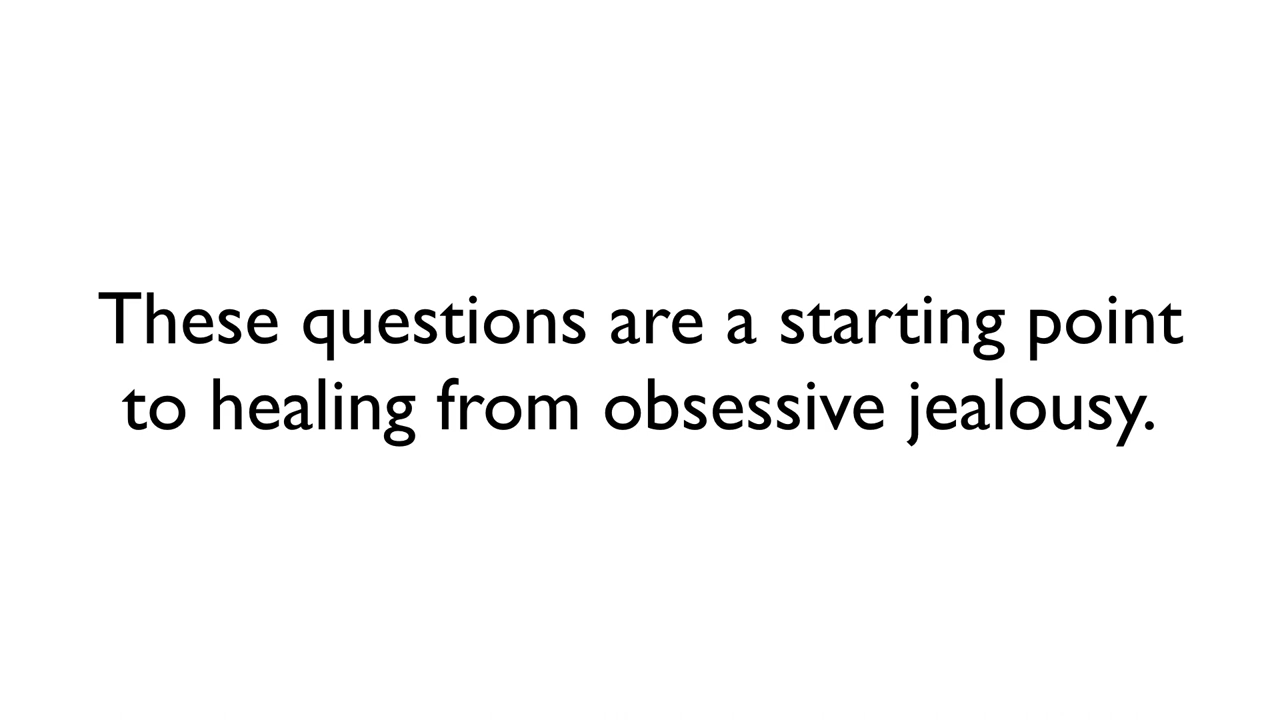 These questions are a starting point
to healing from obsessive jealousy.